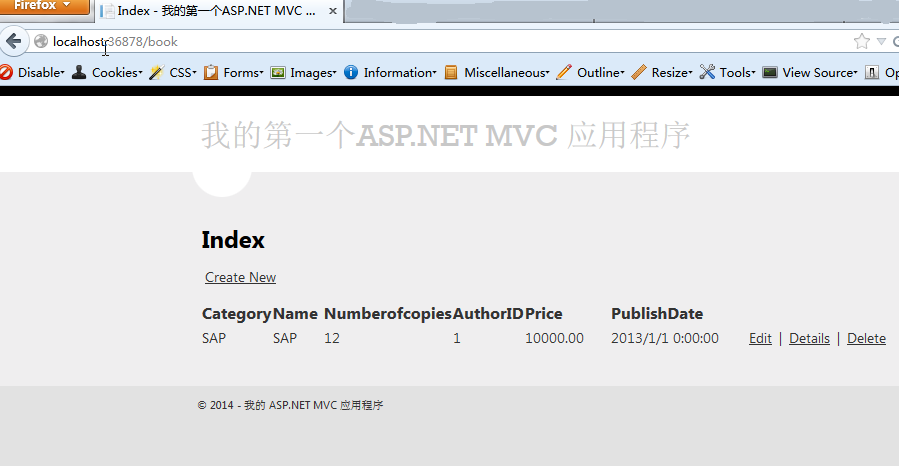 Firefox
Index - 我的第一个ASP.NET MVC ...
localhost:36878/book
Disable Cookies CSS Forms Images Information Miscellaneous Outline Resize Tools View Source
我的第一个ASP.NET MVC 应用程序
Index
Create New
Category Name Numberofcopies AuthorID Price PublishDate
SAP SAP 12 1 10000.00 2013/1/1 0:00:00 Edit | Details | Delete
© 2014 - 我的 ASP.NET MVC 应用程序